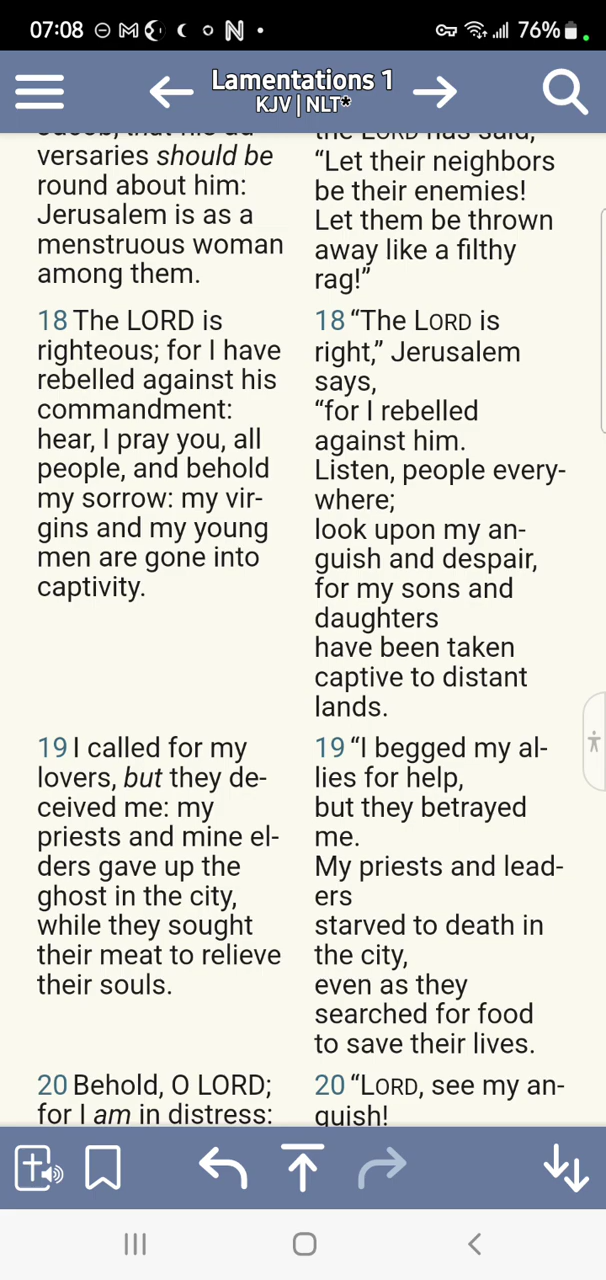 07:08
76%
Lamentations 1
KJV | NLT*
versaries should be
round about him:
Jerusalem is as a
menstruous woman
among them.
18 The LORD is
righteous; for I have
rebelled against his
commandment:
hear, I pray you, all
people, and behold
my sorrow: my vir-
gins and my young
men are gone into
captivity.
19 I called for my
lovers, but they de-
ceived me: my
priests and mine el-
ders gave up the
ghost in the city,
while they sought
their meat to relieve
their souls.
20 Behold, O LORD;
for I am in distress:
the LORD has said,
“Let their neighbors
be their enemies!
Let them be thrown
away like a filthy
rag!”
18 “The LORD is
right,” Jerusalem
says,
“for I rebelled
against him.
Listen, people every-
where;
look upon my an-
guish and despair,
for my sons and
daughters
have been taken
captive to distant
lands.
19 “I begged my al-
lies for help,
but they betrayed
me.
My priests and lead-
ers
starved to death in
the city,
even as they
searched for food
to save their lives.
20 “LORD, see my an-
guish!